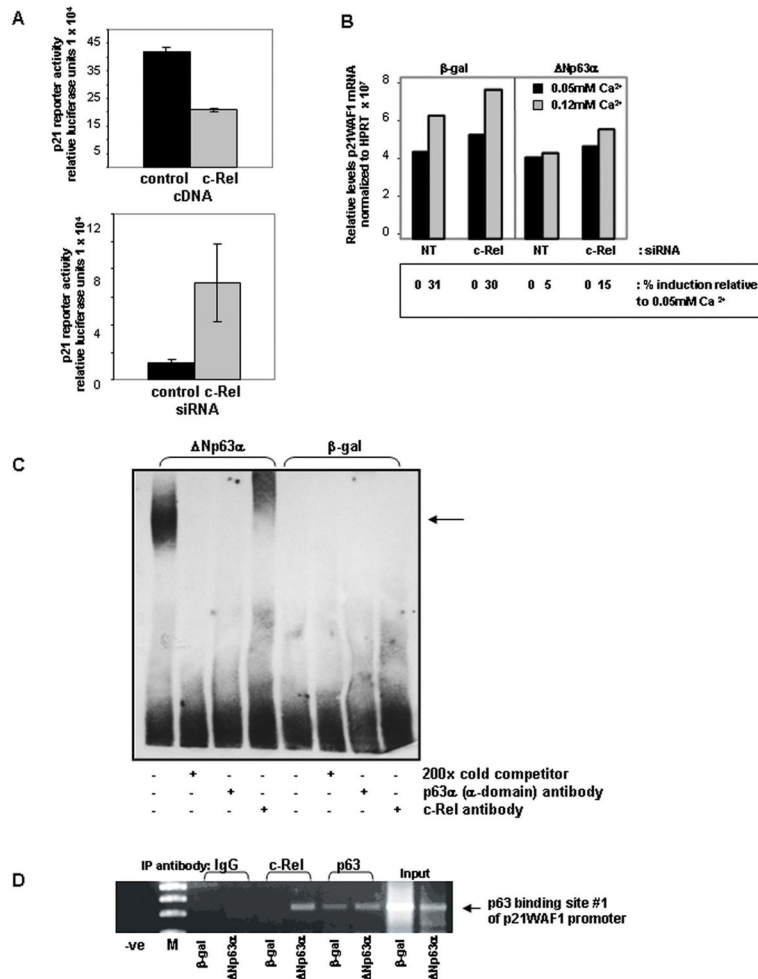 A
p21 reporter activity
relative luciferase units 1 x 10⁴
45
35
25
15
5
control c-Rel
cDNA
p21 reporter activity
relative luciferase units 1 x 10⁴
12
8
4
0
control c-Rel
siRNA
B
β-gal ΔNp63α
Relative levels p21WAF1 mRNA
normalized to HPRT x 10⁷
8
6
4
2
0
0.05mM Ca²⁺
0.12mM Ca²⁺
NT c-Rel NT c-Rel : siRNA
0 31 0 30 0 5 0 15 : % induction relative
to 0.05mM Ca ²⁺
C
ΔNp63α β-gal
- + - - - + - - 200x cold competitor
- - + - - - + - p63α (α-domain) antibody
- - - + - - - + c-Rel antibody
D
IP antibody: IgG c-Rel p63 Input
p63 binding site #1
of p21WAF1 promoter
-ve M β-gal ΔNp63α β-gal ΔNp63α β-gal ΔNp63α β-gal ΔNp63α